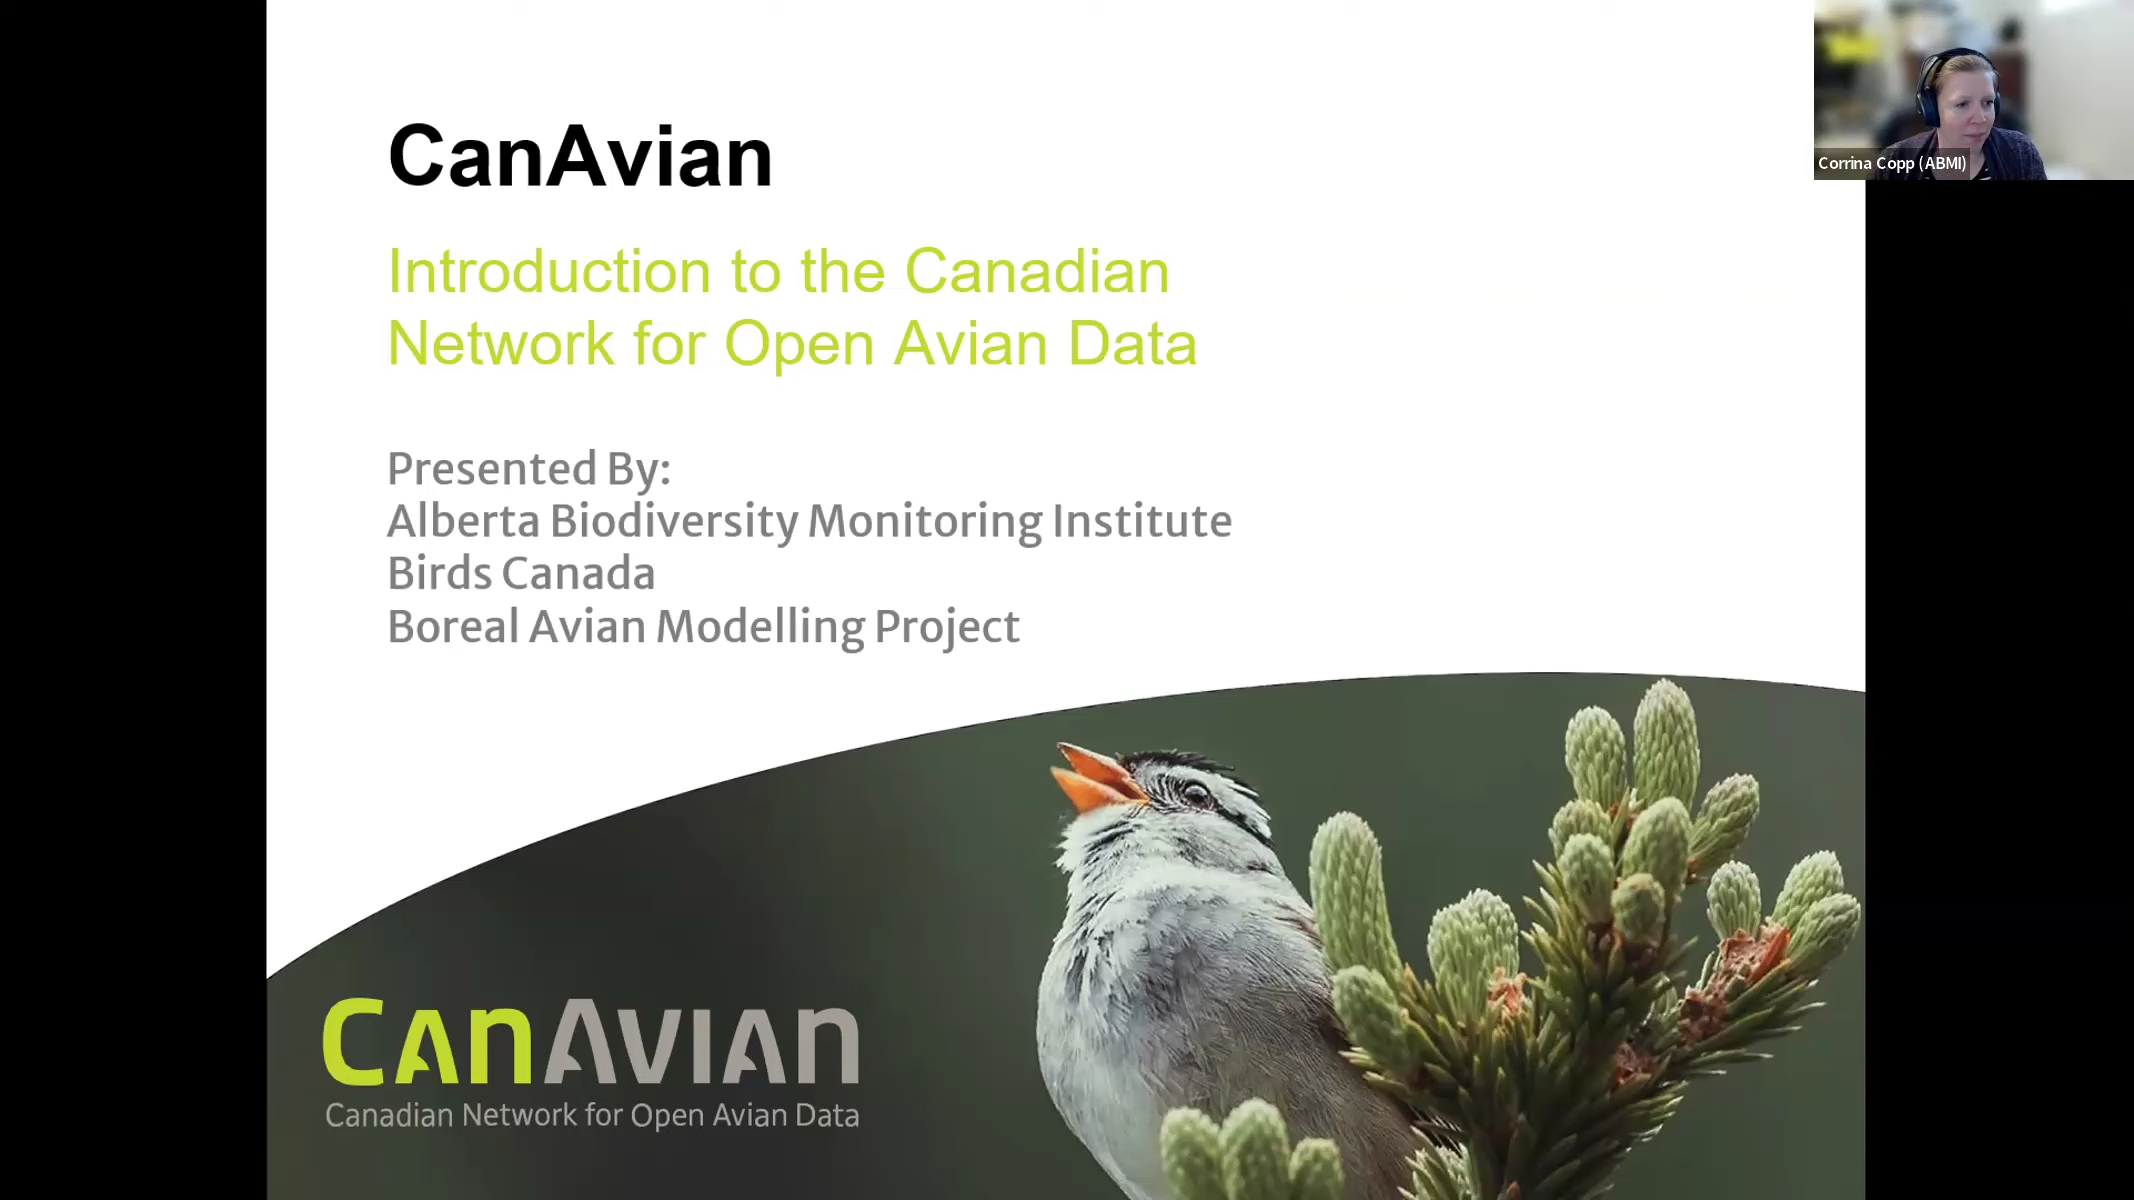 CanAvian
Introduction to the Canadian
Network for Open Avian Data
Presented By:
Alberta Biodiversity Monitoring Institute
Birds Canada
Boreal Avian Modelling Project
Corrina Copp (ABMI)
CANAVIAN
Canadian Network for Open Avian Data